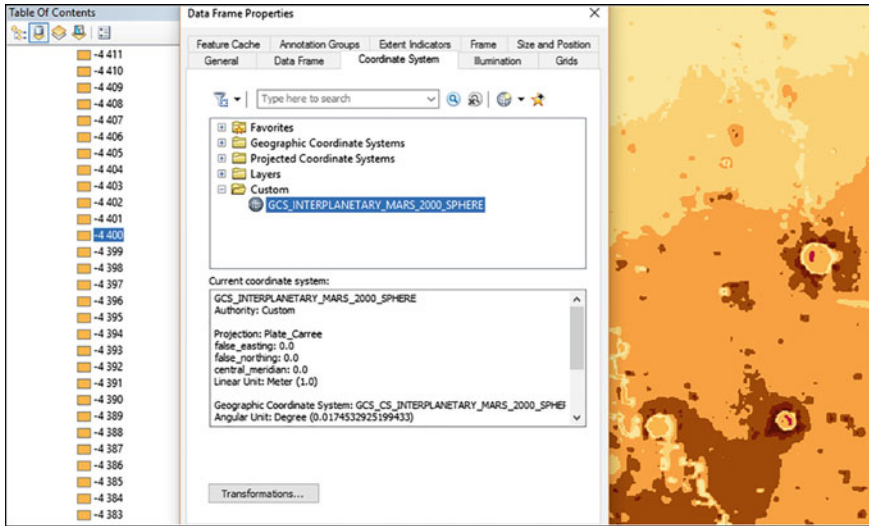 Table Of Contents
-4 411
-4 410
-4 409
-4 408
-4 407
-4 406
-4 405
-4 404
-4 403
-4 402
-4 401
-4 400
-4 399
-4 398
-4 397
-4 396
-4 395
-4 394
-4 393
-4 392
-4 391
-4 390
-4 389
-4 388
-4 387
-4 386
-4 385
-4 384
-4 383
Data Frame Properties
Feature Cache Annotation Groups Extent Indicators Frame Size and Position
General Data Frame Coordinate System Illumination Grids
Type here to search
Favorites
Geographic Coordinate Systems
Projected Coordinate Systems
Layers
Custom
GCS_INTERPLANETARY_MARS_2000_SPHERE
Current coordinate system:
GCS_INTERPLANETARY_MARS_2000_SPHERE
Authority: Custom
Projection: Plate_Carree
false_easting: 0.0
false_northing: 0.0
central_meridian: 0.0
Linear Unit: Meter (1.0)
Geographic Coordinate System: GCS_CS_INTERPLANETARY_MARS_2000_SPHEF
Angular Unit: Degree (0.0174532925199433)
Transformations...